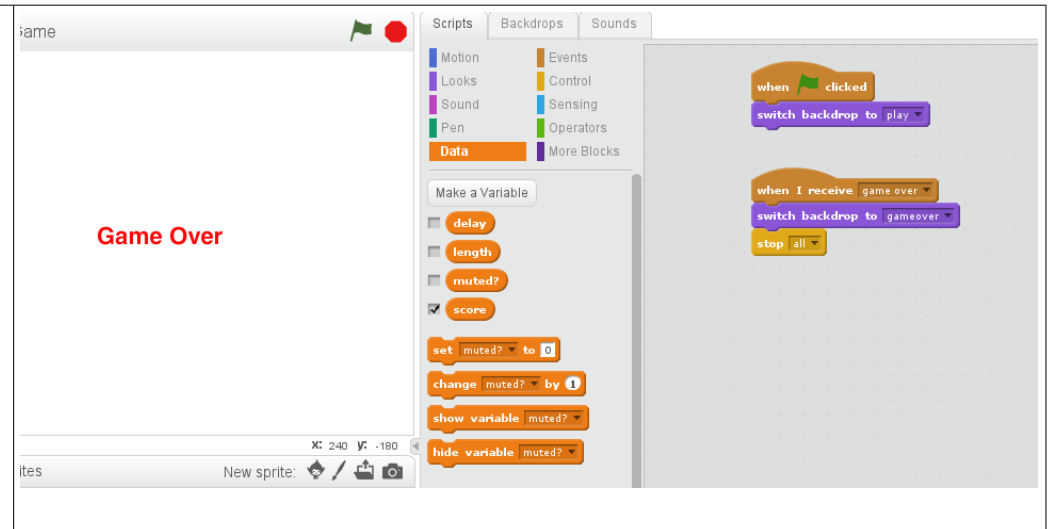 Game
Game Over
x: 240 y: -180
ites
New sprite:
Scripts Backdrops Sounds
Motion Events
Looks Control
Sound Sensing
Pen Operators
Data More Blocks
Make a Variable
delay
length
muted?
score
set muted? to 0
change muted? by 1
show variable muted?
hide variable muted?
when clicked
switch backdrop to play
when I receive game over
switch backdrop to gameover
stop all